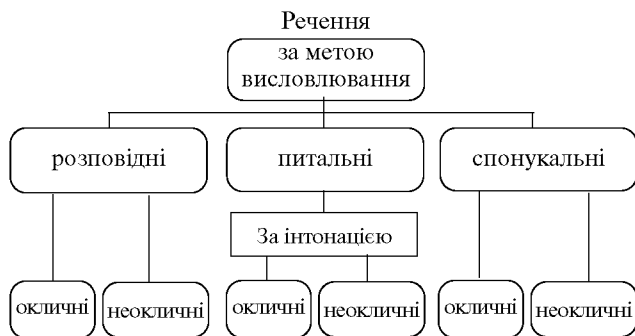 Речення
за метою
висловлювання
розповідні
питальні
спонукальні
За інтонацією
окличні
неокличні
окличні
неокличні
окличні
неокличні